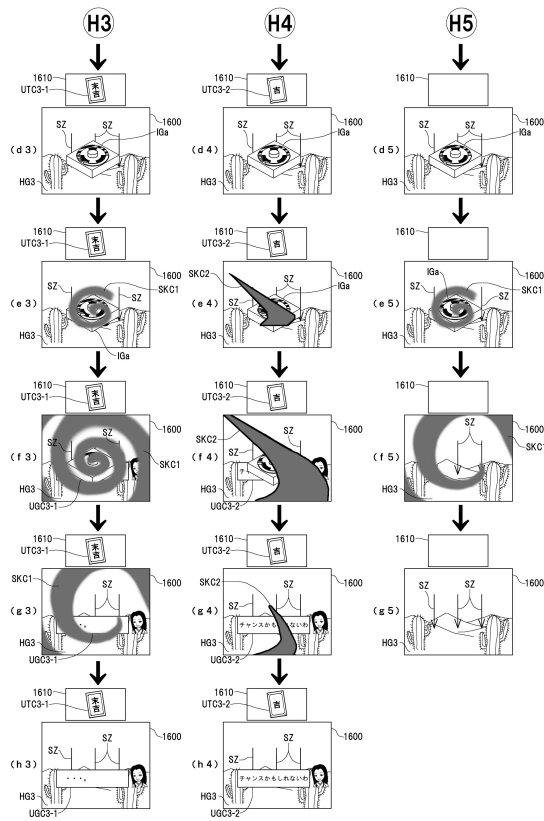 H3
H4
H5
1610
UTC3-1
末吉
1610
UTC3-2
吉
1610
(d3)
SZ
SZ
1600
IGa
HG3
(d4)
SZ
SZ
1600
IGa
HG3
(d5)
SZ
SZ
1600
IGa
HG3
1610
UTC3-1
末吉
1610
UTC3-2
吉
1610
(e3)
SZ
1600
SKC1
SZ
HG3
IGa
(e4)
SKC2
SZ
SZ
1600
IGa
HG3
(e5)
IGa
SZ
1600
SKC1
SZ
HG3
1610
UTC3-1
末吉
1610
UTC3-2
吉
1610
(f3)
SZ
SZ
1600
SKC1
HG3
UGC3-1
(f4)
SKC2
SZ
SZ
1600
チ
HG3
UGC3-2
(f5)
SZ
1600
SKC1
HG3
1610
UTC3-1
末吉
1610
UTC3-2
吉
1610
(g3)
SKC1
SZ
1600
HG3
UGC3-1
(g4)
SKC2
SZ
SZ
1600
チャンスかもしれないわ
HG3
UGC3-2
(g5)
SZ
SZ
1600
HG3
1610
UTC3-1
末吉
1610
UTC3-2
吉
(h3)
SZ
SZ
1600
・・・。
HG3
UGC3-1
(h4)
SZ
SZ
1600
チャンスかもしれないわ
HG3
UGC3-2